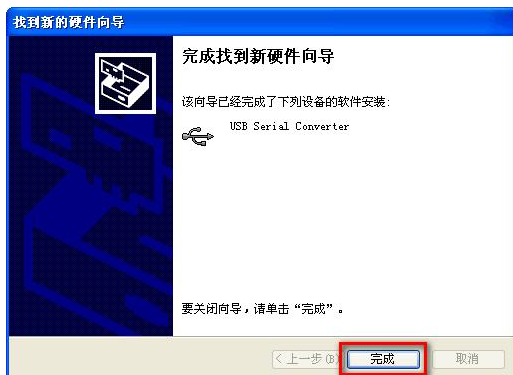 找到新的硬件向导
完成找到新硬件向导
该向导已经完成了下列设备的软件安装:
USB Serial Converter
要关闭向导，请单击“完成”。
< 上一步(B) 完成 取消